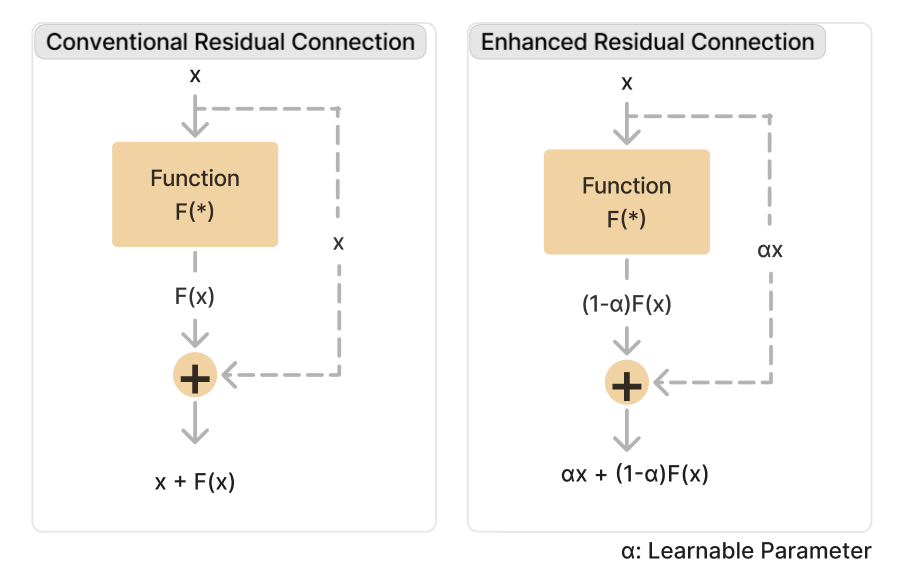 Conventional Residual Connection
x
Function
F(*)
x
F(x)
+
x + F(x)
Enhanced Residual Connection
x
Function
F(*)
αx
(1-α)F(x)
+
αx + (1-α)F(x)
α: Learnable Parameter